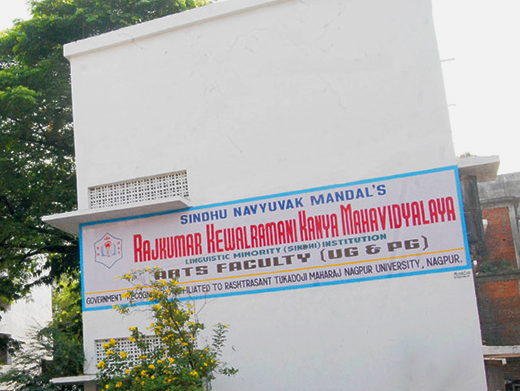 SINDHU NAVYUVAK MANDAL'S
RAJKUMAR KEWALRAMANI KANYA MAHAVIDYALAYA
LINGUISTIC MINORITY (SINDHI) INSTITUTION
ARTS FACULTY (UG & PG)
GOVERNMENT RECOGNI AFFILIATED TO RASHTRASANT TUKADOJI MAHARAJ NAGPUR UNIVERSITY, NAGPUR.